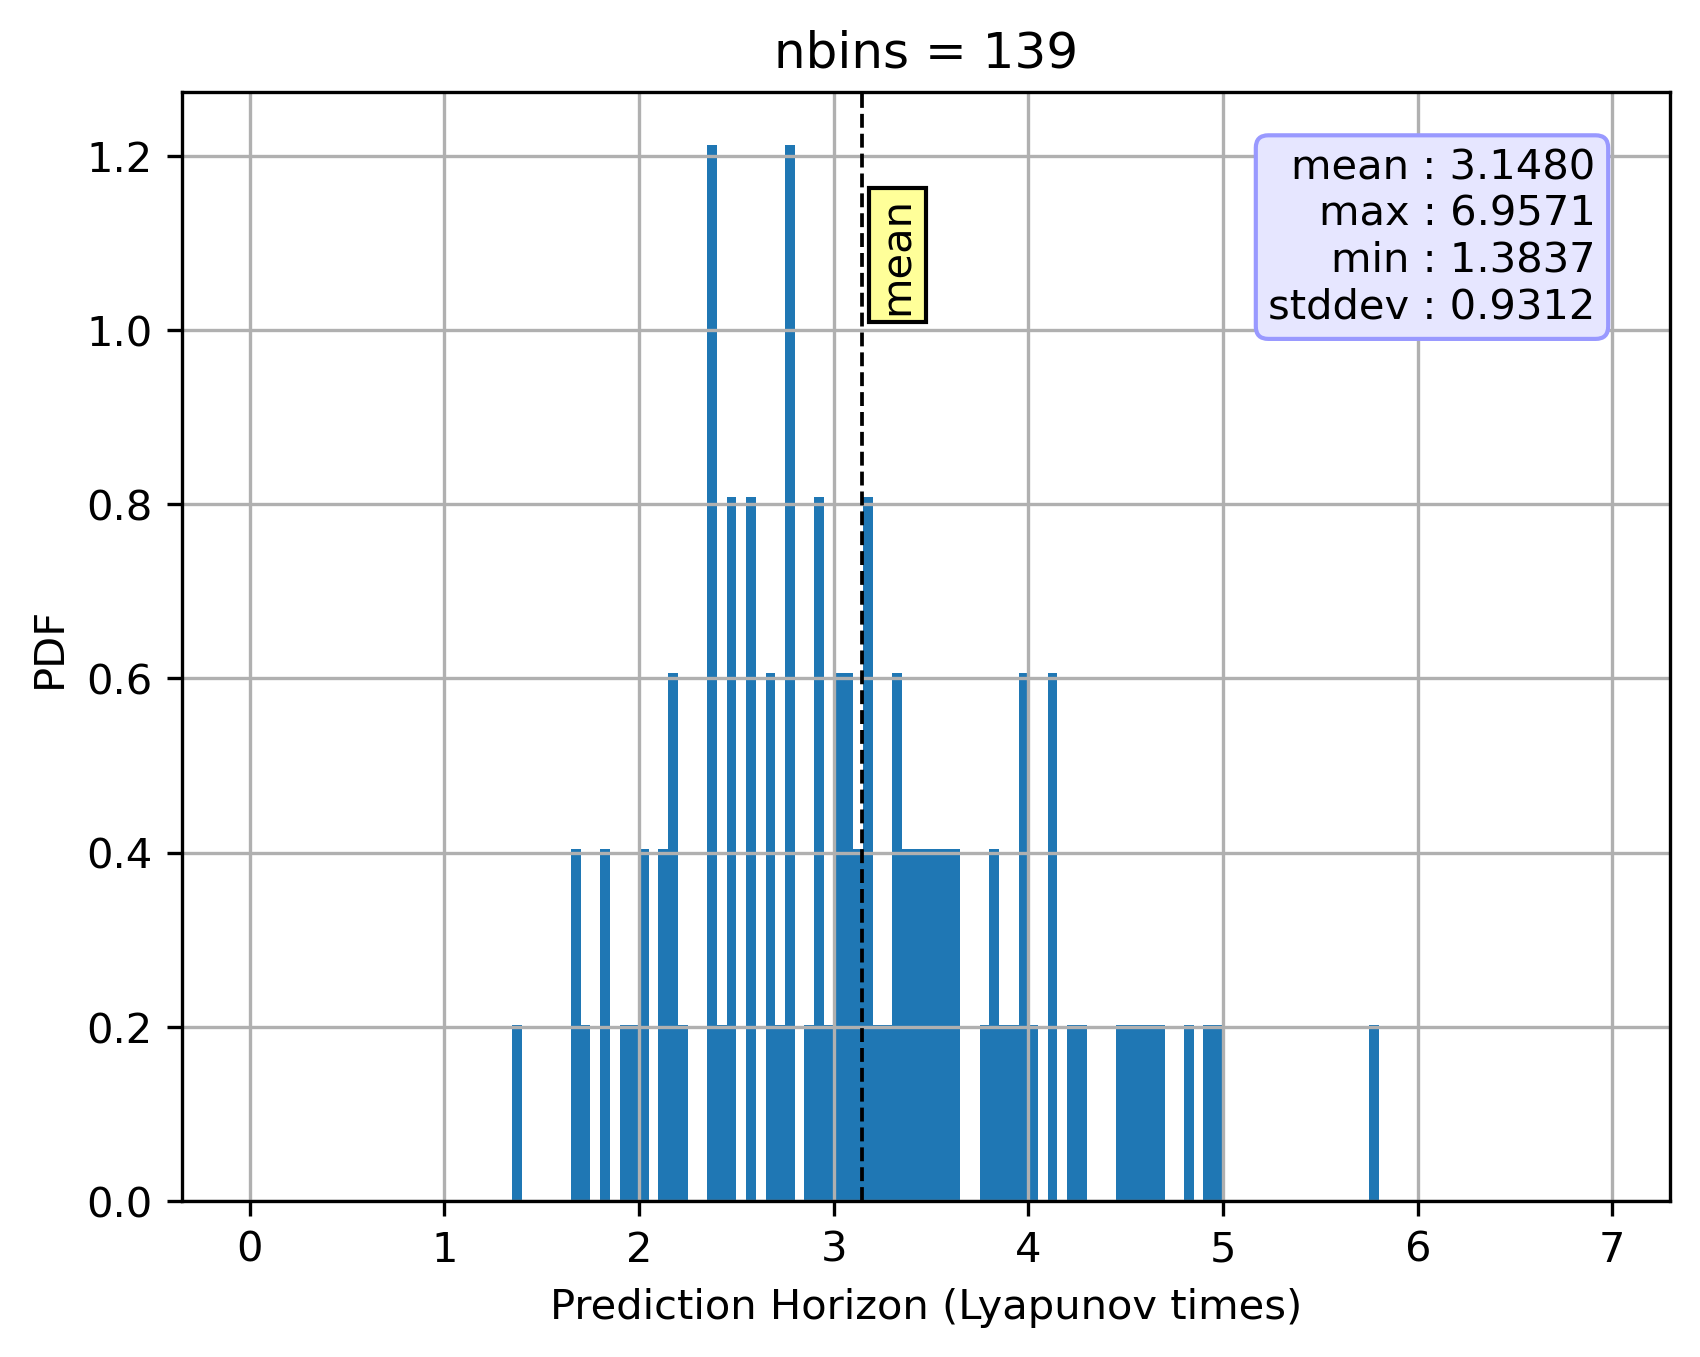 nbins = 139
mean : 3.1480
max : 6.9571
min : 1.3837
stddev : 0.9312
mean
PDF
1.2
1.0
0.8
0.6
0.4
0.2
0.0
0 1 2 3 4 5 6 7
Prediction Horizon (Lyapunov times)